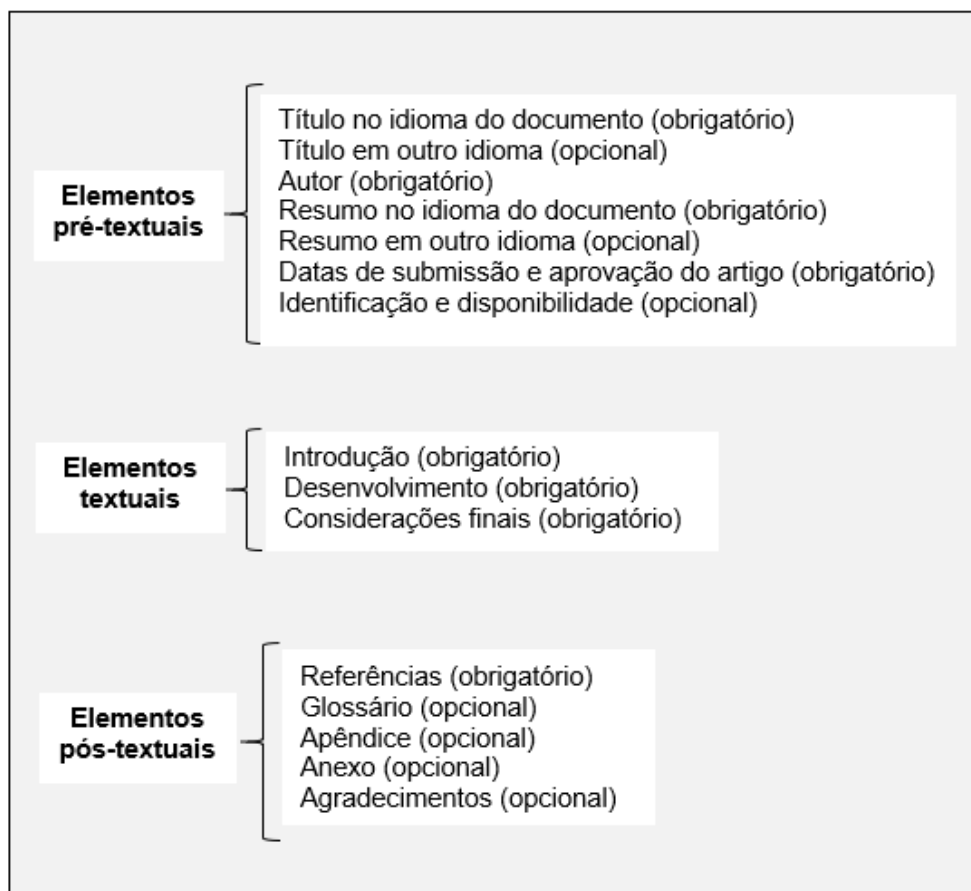 Elementos
pré-textuais
Título no idioma do documento (obrigatório)
Título em outro idioma (opcional)
Autor (obrigatório)
Resumo no idioma do documento (obrigatório)
Resumo em outro idioma (opcional)
Datas de submissão e aprovação do artigo (obrigatório)
Identificação e disponibilidade (opcional)
Elementos
textuais
Introdução (obrigatório)
Desenvolvimento (obrigatório)
Considerações finais (obrigatório)
Elementos
pós-textuais
Referências (obrigatório)
Glossário (opcional)
Apêndice (opcional)
Anexo (opcional)
Agradecimentos (opcional)